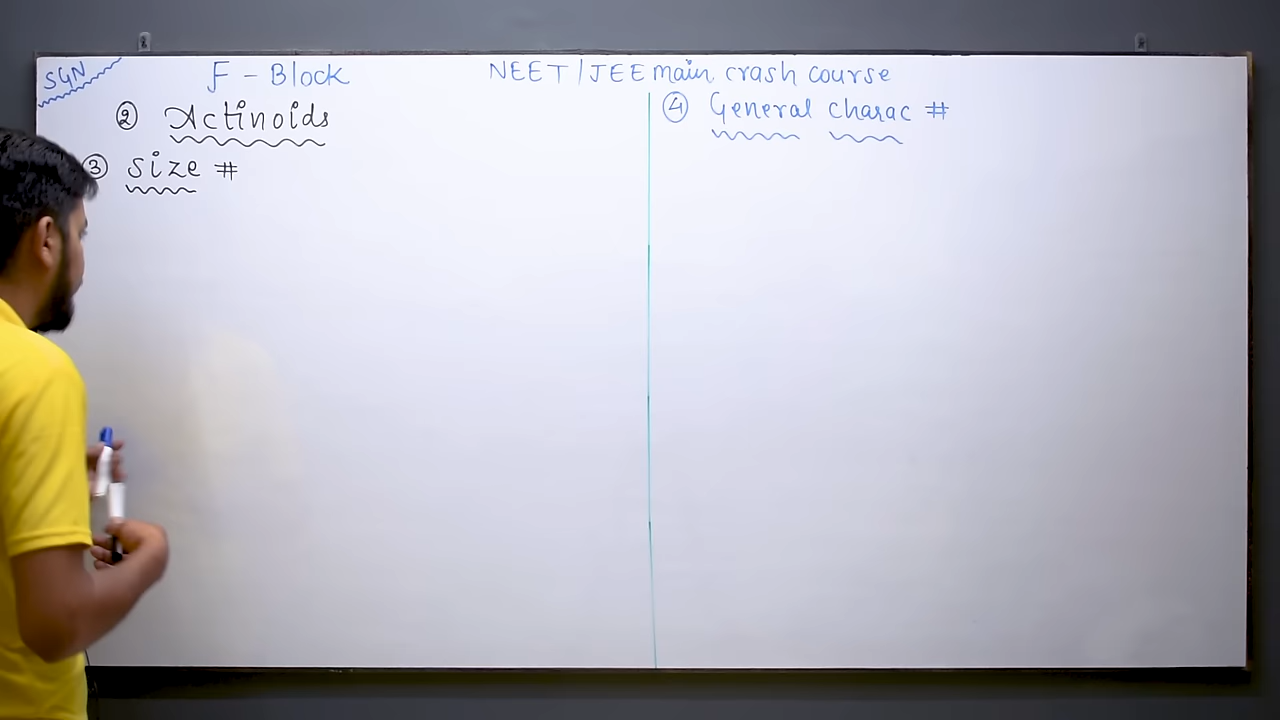 SGN
F - Block
NEET/JEE main crash course
② Actinoids
③ size #
④ General charac #